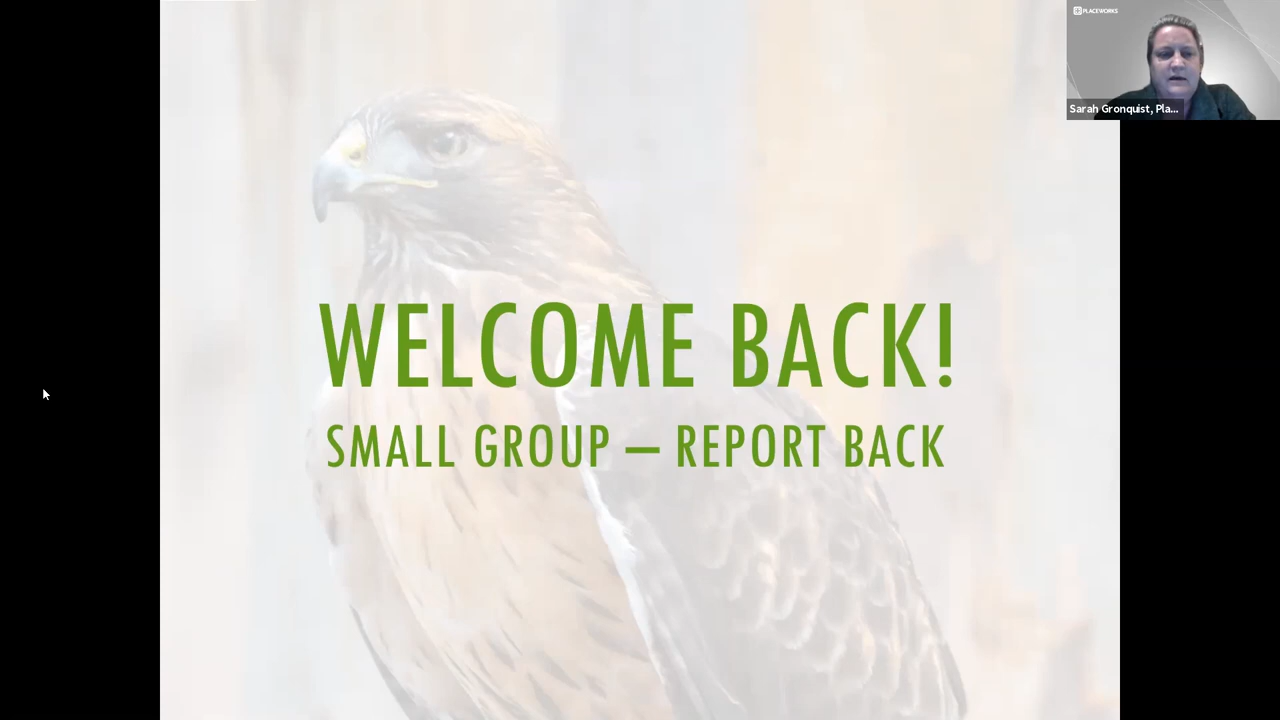 PLACEWORKS
Sarah Gronquist, Pla...
WELCOME BACK!
SMALL GROUP – REPORT BACK